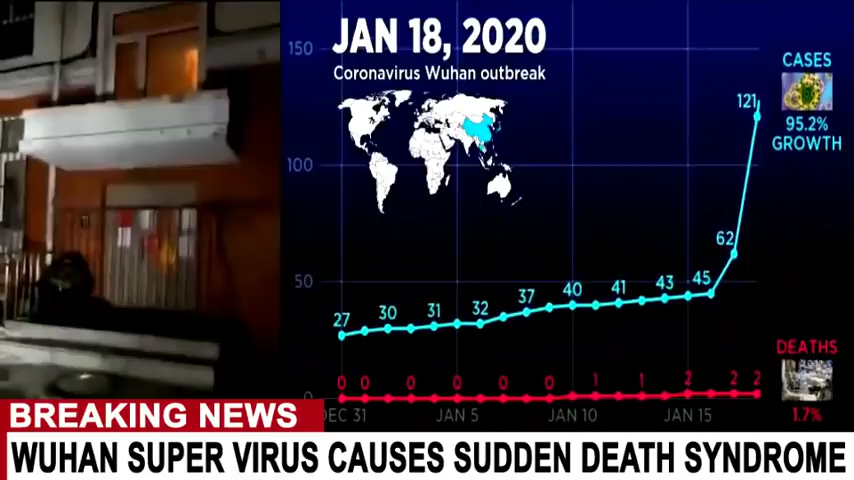 JAN 18, 2020
Coronavirus Wuhan outbreak
150
100
50
0
27
30
31
32
37
40
41
43
45
62
121
CASES
95.2%
GROWTH
0 0 0 0 0 0 1 1 2 2 2
DEATHS
1.7%
DEC 31 JAN 5 JAN 10 JAN 15
BREAKING NEWS
WUHAN SUPER VIRUS CAUSES SUDDEN DEATH SYNDROME